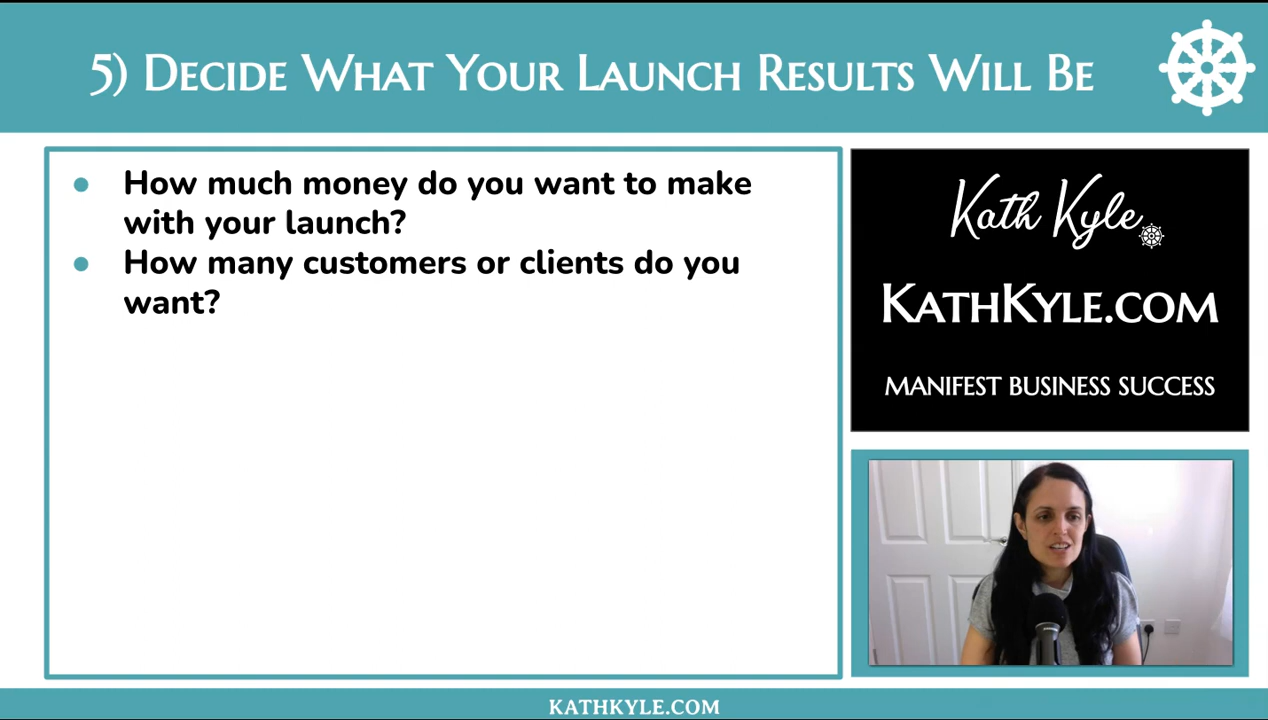 5) Decide What Your Launch Results Will Be
● How much money do you want to make
with your launch?
● How many customers or clients do you
want?
Kath Kyle
KathKyle.com
manifest business success
KATHKYLE.COM